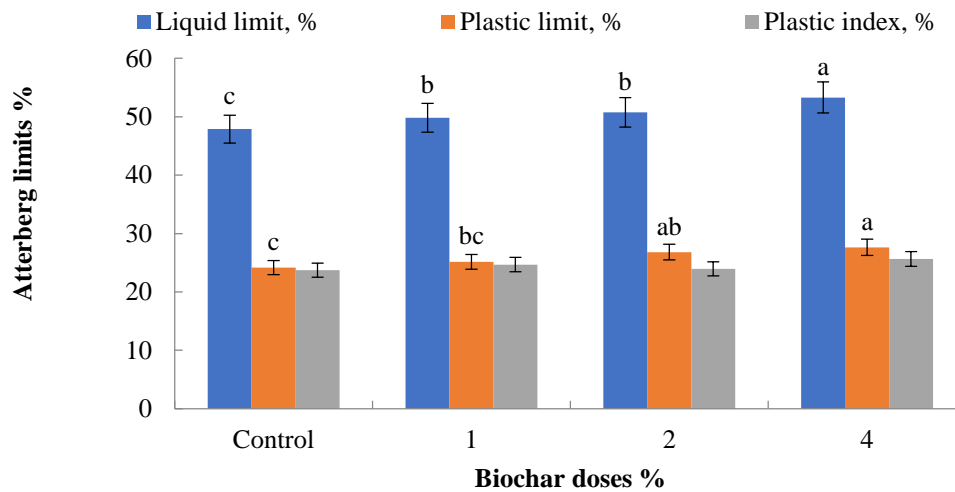 Liquid limit, % Plastic limit, % Plastic index, %
Atterberg limits %
60
50
40
30
20
10
0
c
c
b
bc
b
ab
a
a
Control 1 2 4
Biochar doses %